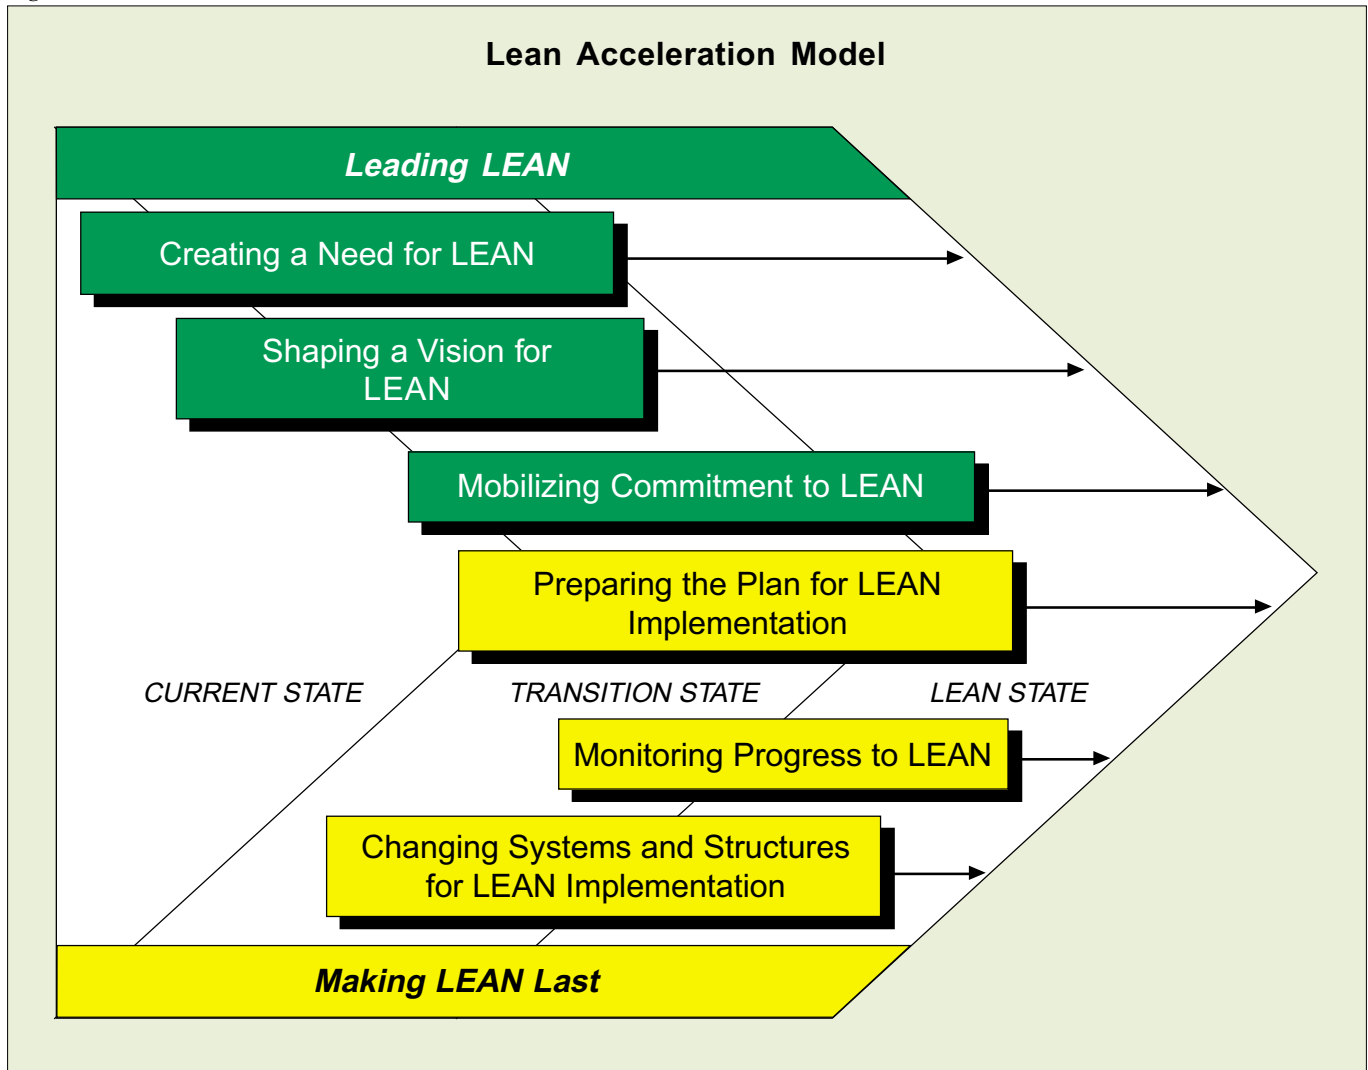 Lean Acceleration Model
Leading LEAN
Creating a Need for LEAN
Shaping a Vision for
LEAN
Mobilizing Commitment to LEAN
Preparing the Plan for LEAN
Implementation
CURRENT STATE
TRANSITION STATE
LEAN STATE
Monitoring Progress to LEAN
Changing Systems and Structures
for LEAN Implementation
Making LEAN Last